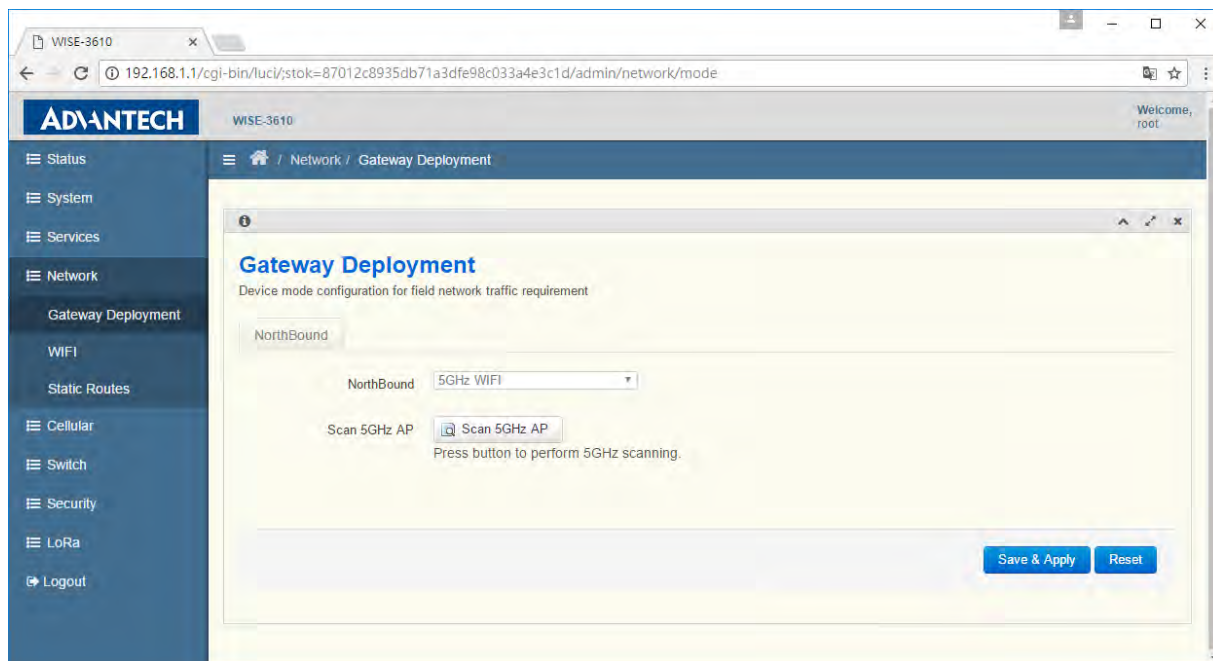 WISE-3610
192.168.1.1/cgi-bin/luci/;stok=87012c8935db71a3dfe98c033a4e3c1d/admin/network/mode
ADVANTECH
WISE-3610
Welcome,
root
Status
/ Network / Gateway Deployment
System
Services
Network
Gateway Deployment
WIFI
Static Routes
Cellular
Switch
Security
LoRa
Logout
Gateway Deployment
Device mode configuration for field network traffic requirement
NorthBound
NorthBound 5GHz WIFI
Scan 5GHz AP Scan 5GHz AP
Press button to perform 5GHz scanning.
Save & Apply Reset